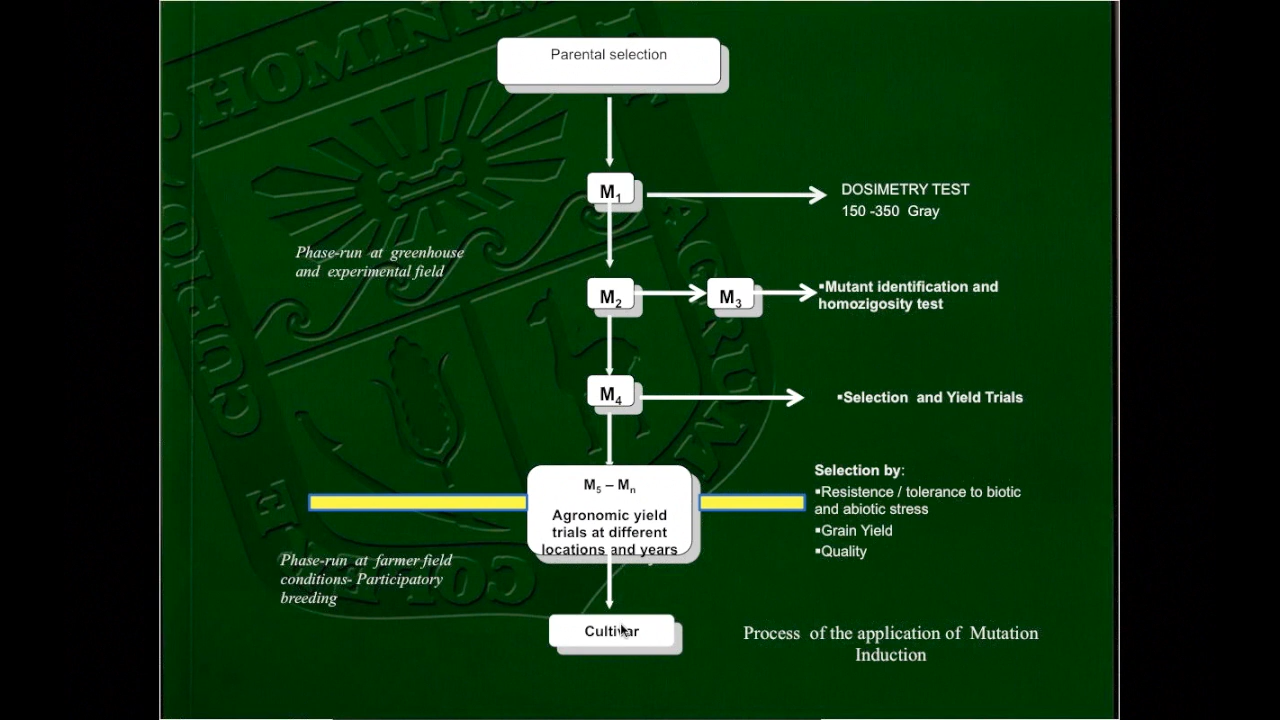 Parental selection
M1
DOSIMETRY TEST
150 -350 Gray
Phase-run at greenhouse
and experimental field
M2
M3
▪Mutant identification and
homozigosity test
M4
▪Selection and Yield Trials
M5 – Mn
Agronomic yield
trials at different
locations and years
Selection by:
▪Resistence / tolerance to biotic
and abiotic stress
▪Grain Yield
▪Quality
Phase-run at farmer field
conditions- Participatory
breeding
Cultivar
Process of the application of Mutation
Induction
HOMINEM
AGRUM